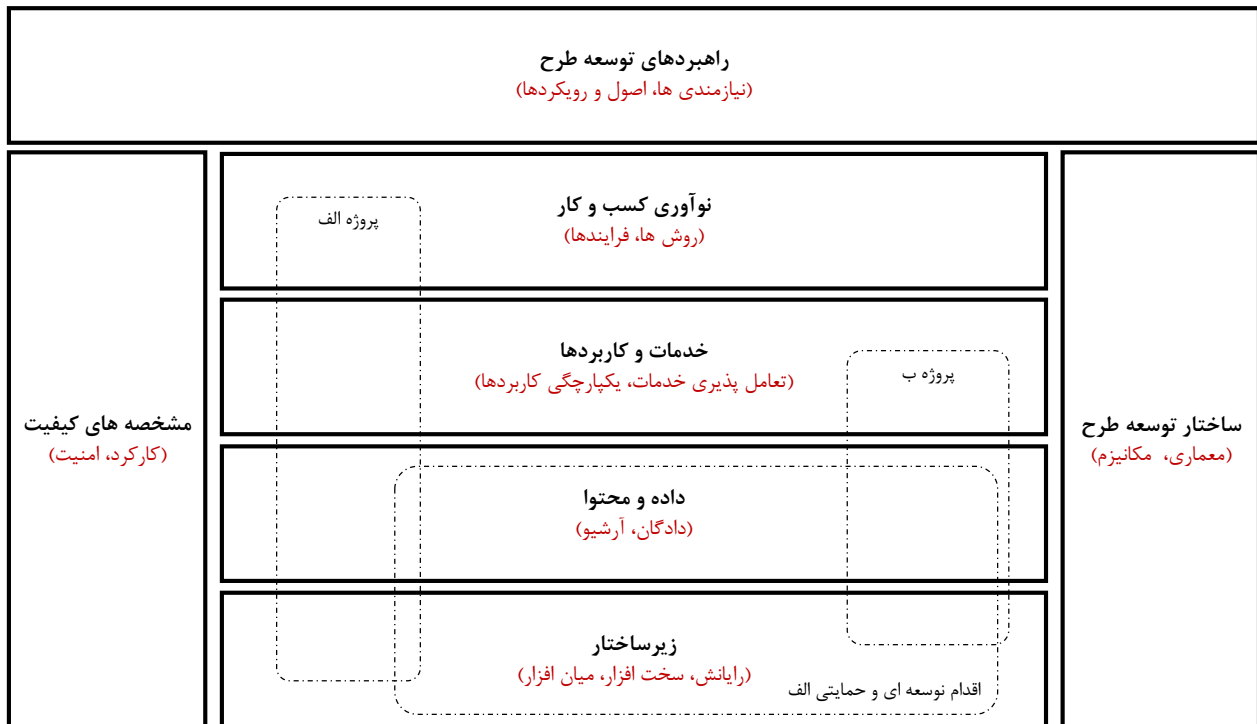 راهبردهای توسعه طرح
(نیازمندی ها، اصول و رویکردها)
نوآوری کسب و کار
(روش ها، فرایندها)
پروژه الف
خدمات و کاربردها
(تعامل پذیری خدمات، یکپارچگی کاربردها)
پروژه ب
ساختار توسعه طرح
(معماری، مکانیزم)
مشخصه های کیفیت
(کارکرد، امنیت)
داده و محتوا
(دادگان، آرشیو)
زیرساختار
(رایانش، سخت افزار، میان افزار)
اقدام نوسعه ای و حمایتی الف